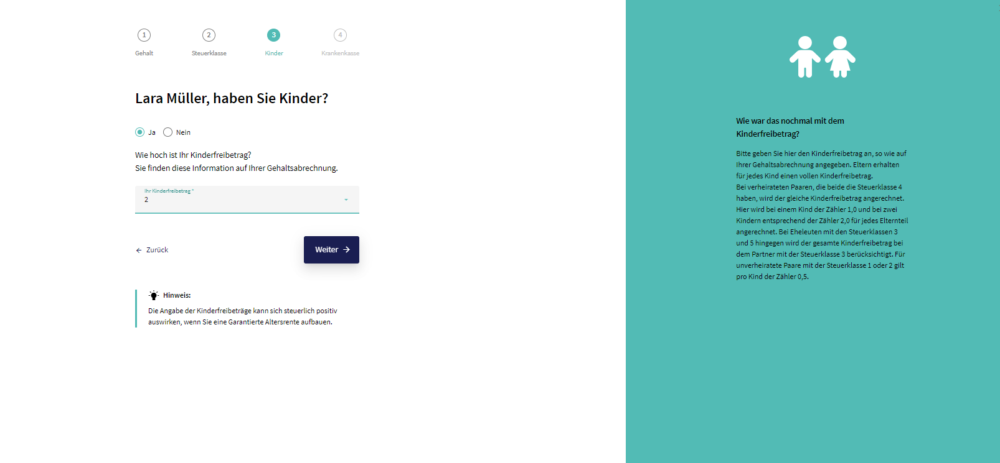 1
2
3
4
Gehalt
Steuerklasse
Kinder
Krankenkasse
Lara Müller, haben Sie Kinder?
Ja
Nein
Wie hoch ist Ihr Kinderfreibetrag?
Sie finden diese Information auf Ihrer Gehaltsabrechnung.
Ihr Kinderfreibetrag *
2
Zurück
Weiter
Hinweis:
Die Angabe der Kinderfreibeträge kann sich steuerlich positiv
auswirken, wenn Sie eine Garantierte Altersrente aufbauen.
Wie war das nochmal mit dem
Kinderfreibetrag?
Bitte geben Sie hier den Kinderfreibetrag an, so wie auf
Ihrer Gehaltsabrechnung angegeben. Eltern erhalten
für jedes Kind einen vollen Kinderfreibetrag.
Bei verheirateten Paaren, die beide die Steuerklasse 4
haben, wird der gleiche Kinderfreibetrag angerechnet.
Hier wird bei einem Kind der Zähler 1,0 und bei zwei
Kindern entsprechend der Zähler 2,0 für jedes Elternteil
angerechnet. Bei Eheleuten mit den Steuerklassen 3
und 5 hingegen wird der gesamte Kinderfreibetrag bei
dem Partner mit der Steuerklasse 3 berücksichtigt. Für
unverheiratete Paare mit der Steuerklasse 1 oder 2 gilt
pro Kind der Zähler 0,5.